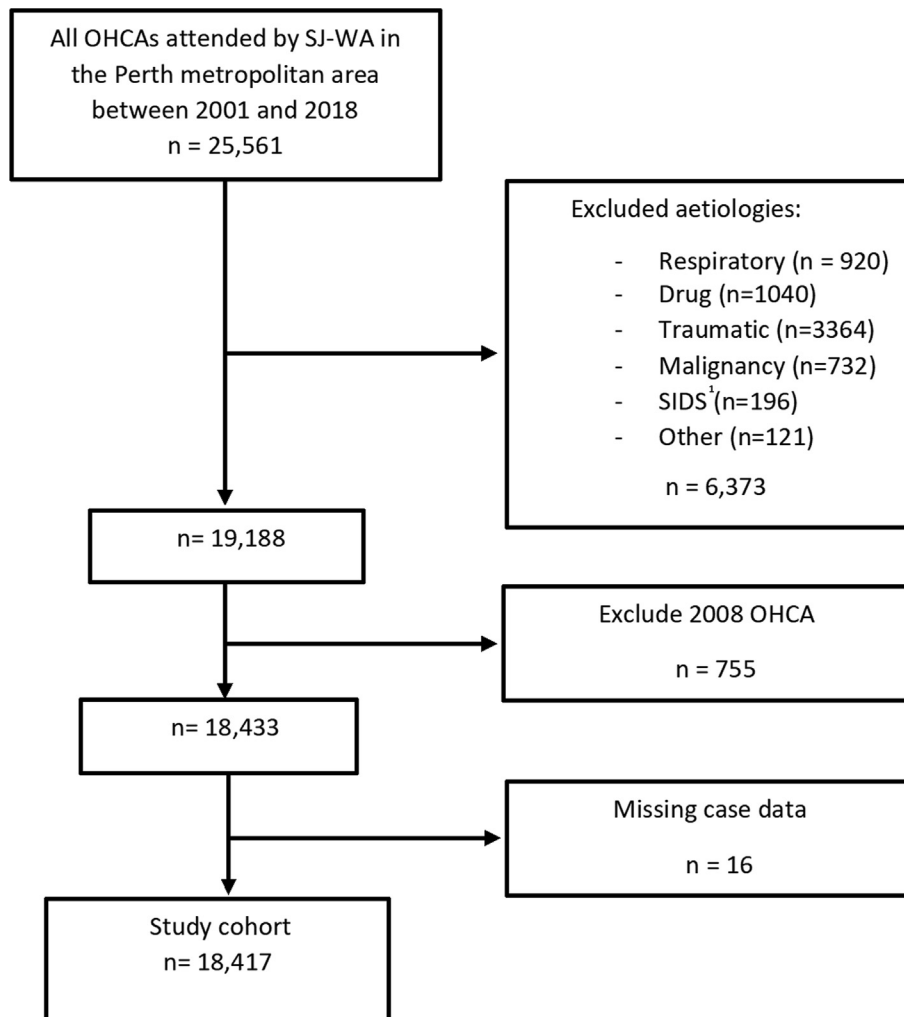 All OHCAs attended by SJ-WA in
the Perth metropolitan area
between 2001 and 2018
n = 25,561
Excluded aetiologies:
- Respiratory (n = 920)
- Drug (n=1040)
- Traumatic (n=3364)
- Malignancy (n=732)
- SIDS¹(n=196)
- Other (n=121)
n = 6,373
n= 19,188
Exclude 2008 OHCA
n = 755
n= 18,433
Missing case data
n = 16
Study cohort
n= 18,417